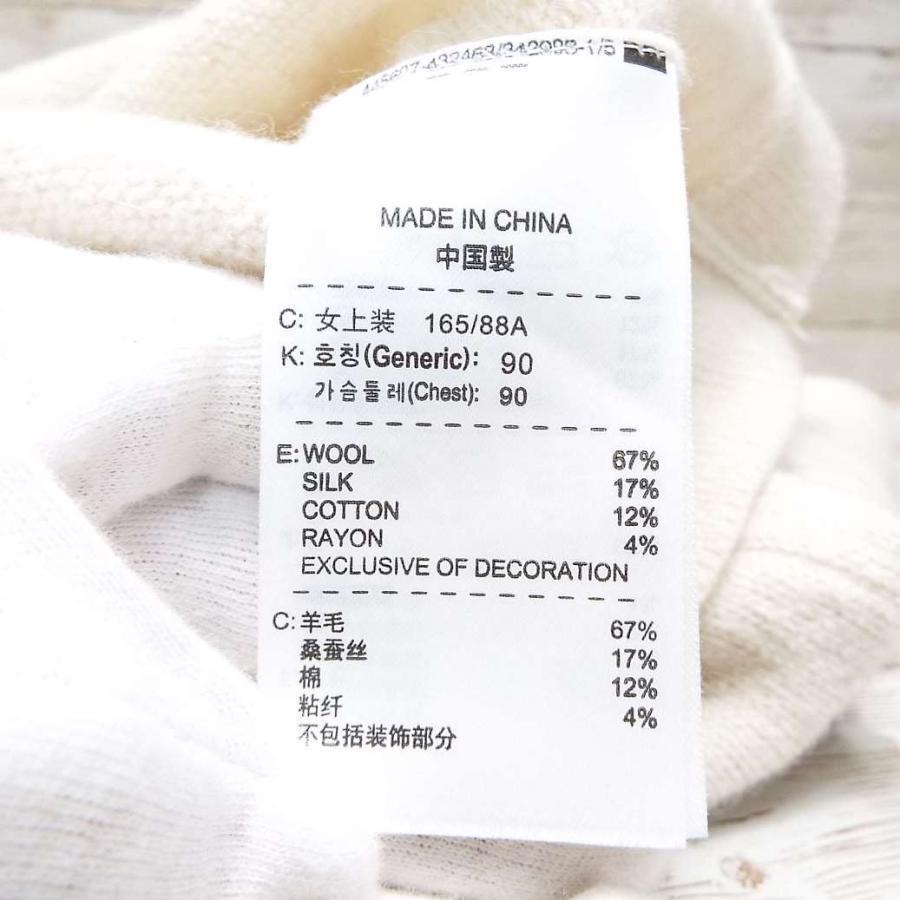 MADE IN CHINA
中国製
C: 女上装 165/88A
K: 호칭(Generic): 90
가슴둘레(Chest): 90
E: WOOL 67%
SILK 17%
COTTON 12%
RAYON 4%
EXCLUSIVE OF DECORATION
C: 羊毛 67%
桑蚕丝 17%
棉 12%
粘纤 4%
不包括装饰部分